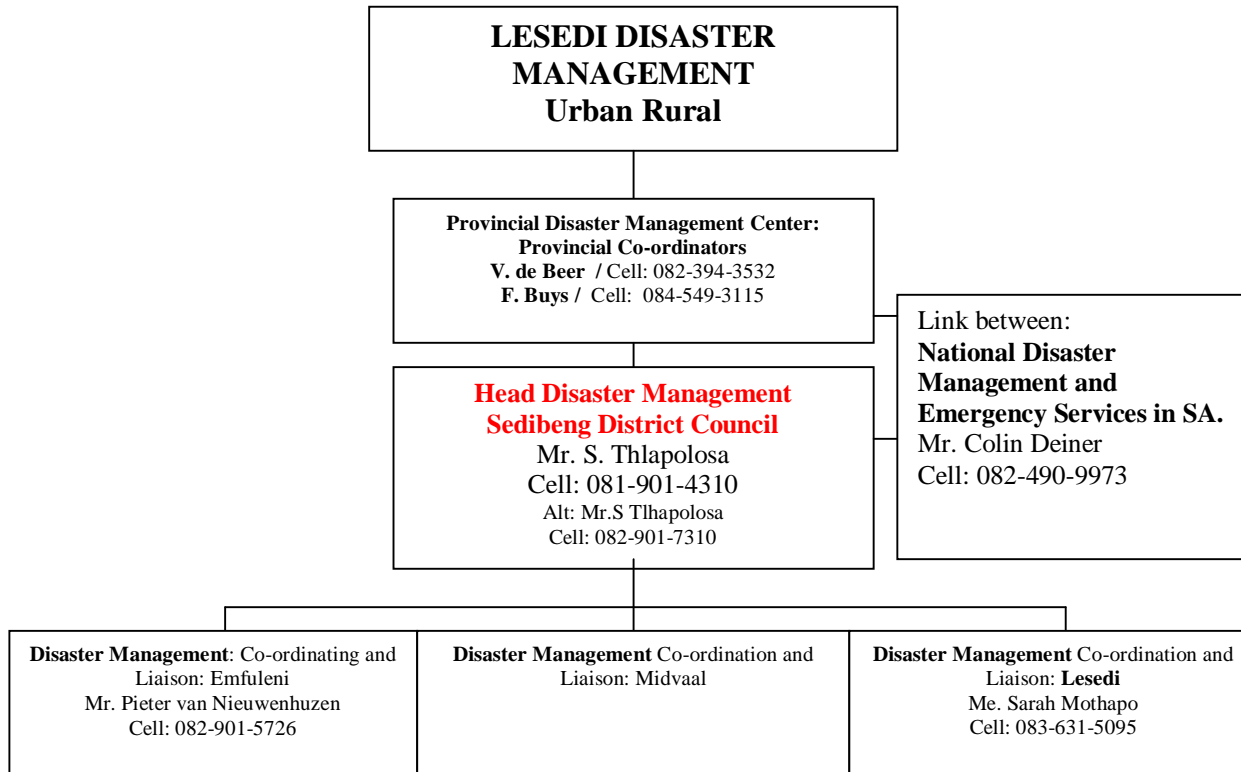 LESEDI DISASTER
MANAGEMENT
Urban Rural
Provincial Disaster Management Center:
Provincial Co-ordinators
V. de Beer / Cell: 082-394-3532
F. Buys / Cell: 084-549-3115
Link between:
National Disaster
Management and
Emergency Services in SA.
Mr. Colin Deiner
Cell: 082-490-9973
Head Disaster Management
Sedibeng District Council
Mr. S. Thlapolosa
Cell: 081-901-4310
Alt: Mr.S Tlhapolosa
Cell: 082-901-7310
Disaster Management: Co-ordinating and
Liaison: Emfuleni
Mr. Pieter van Nieuwenhuzen
Cell: 082-901-5726
Disaster Management Co-ordination and
Liaison: Midvaal
Disaster Management Co-ordination and
Liaison: Lesedi
Me. Sarah Mothapo
Cell: 083-631-5095